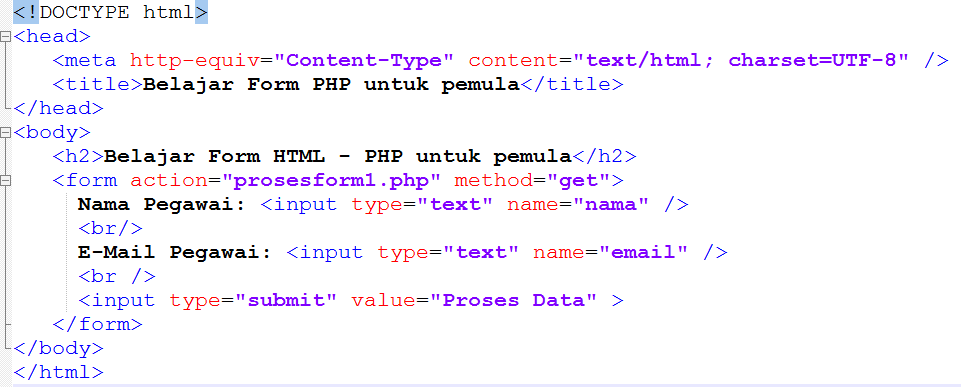 <!DOCTYPE html>
<head>
<meta http-equiv="Content-Type" content="text/html; charset=UTF-8" />
<title>Belajar Form PHP untuk pemula</title>
</head>
<body>
<h2>Belajar Form HTML - PHP untuk pemula</h2>
<form action="prosesform1.php" method="get">
Nama Pegawai: <input type="text" name="nama" />
<br/>
E-Mail Pegawai: <input type="text" name="email" />
<br />
<input type="submit" value="Proses Data" >
</form>
</body>
</html>